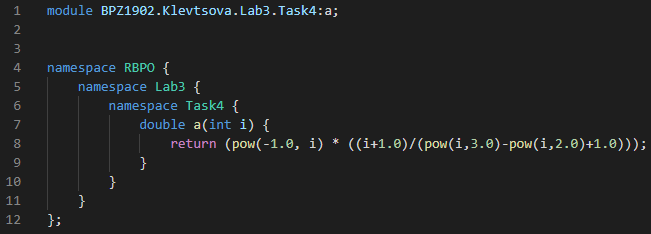 1 module BPZ1902.Klevtsova.Lab3.Task4:a;
2
3
4 namespace RBPO {
5 namespace Lab3 {
6 namespace Task4 {
7 double a(int i) {
8 return (pow(-1.0, i) * ((i+1.0)/(pow(i,3.0)-pow(i,2.0)+1.0)));
9 }
10 }
11 }
12 };